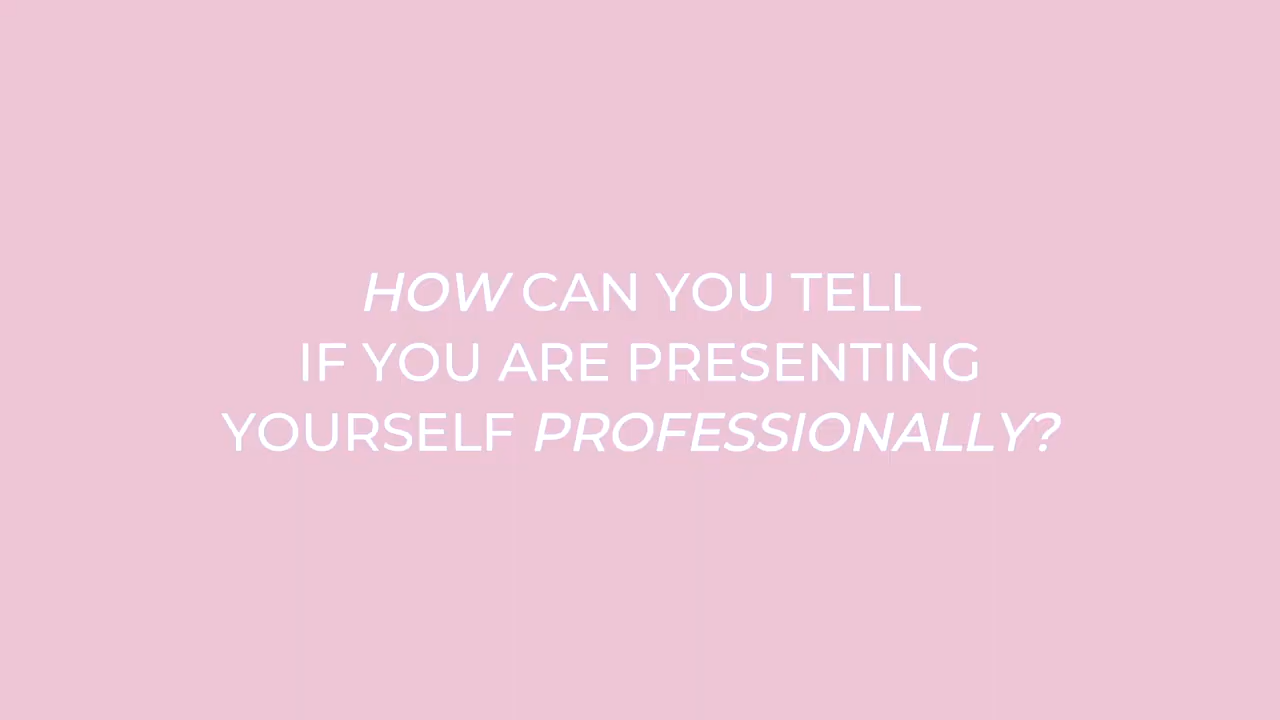 HOW CAN YOU TELL
IF YOU ARE PRESENTING
YOURSELF PROFESSIONALLY?